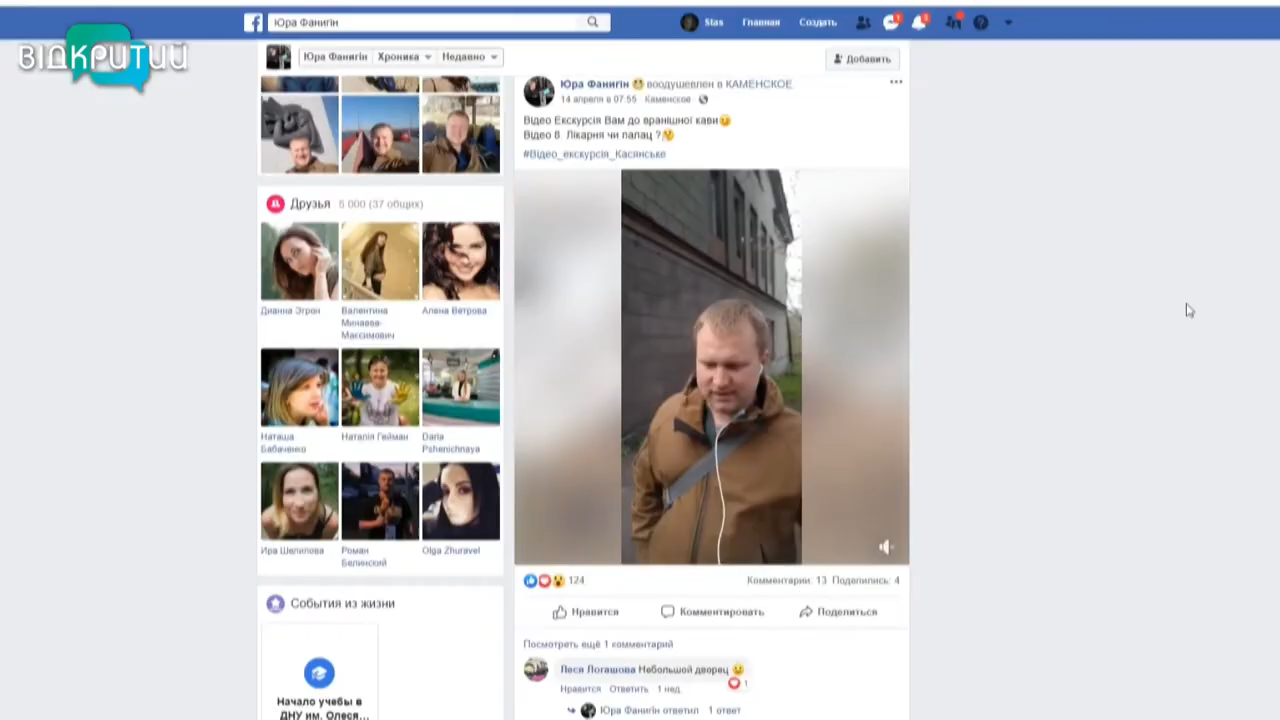 ВІДКРИТИЙ
Юра Фанигін
Stas
Главная
Создать
Юра Фанигін
Хроника
Недавно
Добавить
Друзья 5 000 (37 общих)
Дианна Эгрон
Валентина
Минаева-
Максимович
Алена Ветрова
Наташа
Бабаченко
Наталія Гейман
Daria
Pshenichnaya
Ира Шепилова
Роман
Белинский
Olga Zhuravel
События из жизни
Начало учебы в
ДНУ им. Олеся...
Юра Фанигін воодушевлен в КАМЕНСКОЕ
14 апреля в 07:55 Каменское
Відео Екскурсія Вам до вранішної кави
Відео 8. Лікарня чи палац ?
#Відео_екскурсія_Касянське
124
Комментарии: 13 Поделились: 4
Нравится
Комментировать
Поделиться
Посмотреть ещё 1 комментарий
Леся Логашова Небольшой дворец
1
Нравится Ответить 1 нед.
Юра Фанигін ответил 1 ответ